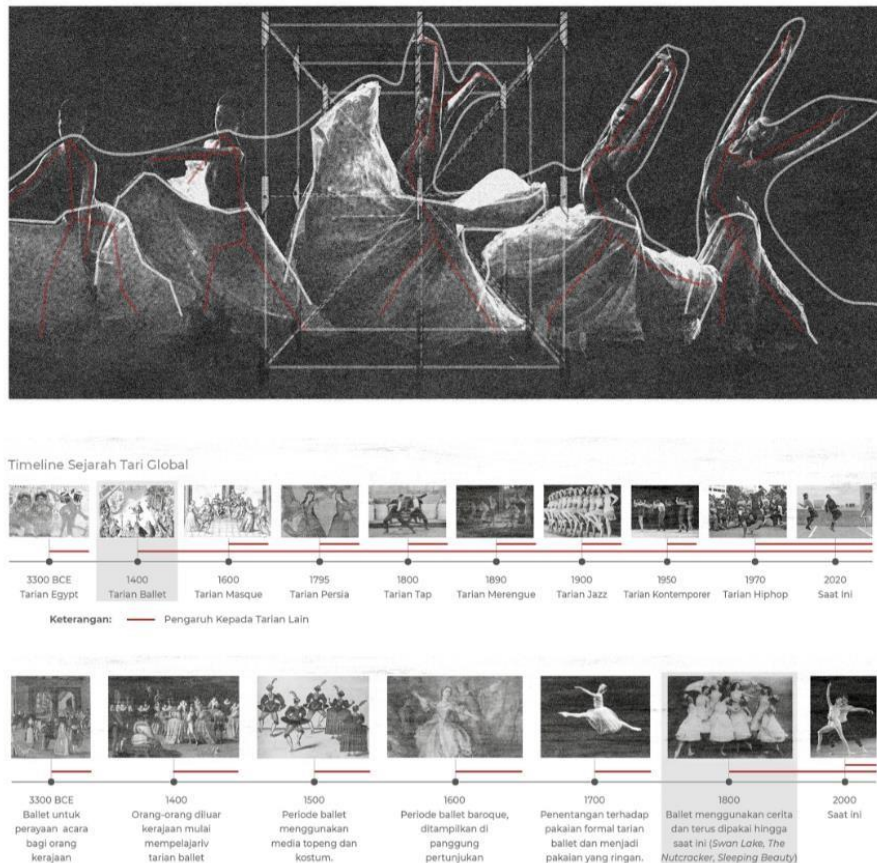 Timeline Sejarah Tari Global
3300 BCE
Tarian Egypt
1400
Tarian Ballet
1600
Tarian Masque
1795
Tarian Persia
1800
Tarian Tap
1890
Tarian Merengue
1900
Tarian Jazz
1950
Tarian Kontemporer
1970
Tarian Hiphop
2020
Saat Ini
Keterangan:
Pengaruh Kepada Tarian Lain
3300 BCE
Ballet untuk
perayaan acara
bagi orang
kerajaan
1400
Orang-orang diluar
kerajaan mulai
mempelajariv
tarian ballet
1500
Periode ballet
menggunakan
media topeng dan
kostum.
1600
Periode ballet baroque,
ditampilkan di
panggung
pertunjukan
1700
Penentangan terhadap
pakaian formal tarian
ballet dan menjadi
pakaian yang ringan.
1800
Ballet menggunakan cerita
dan terus dipakai hingga
saat ini (Swan Lake, The
Nutcracker, Sleeping Beauty)
2000
Saat ini